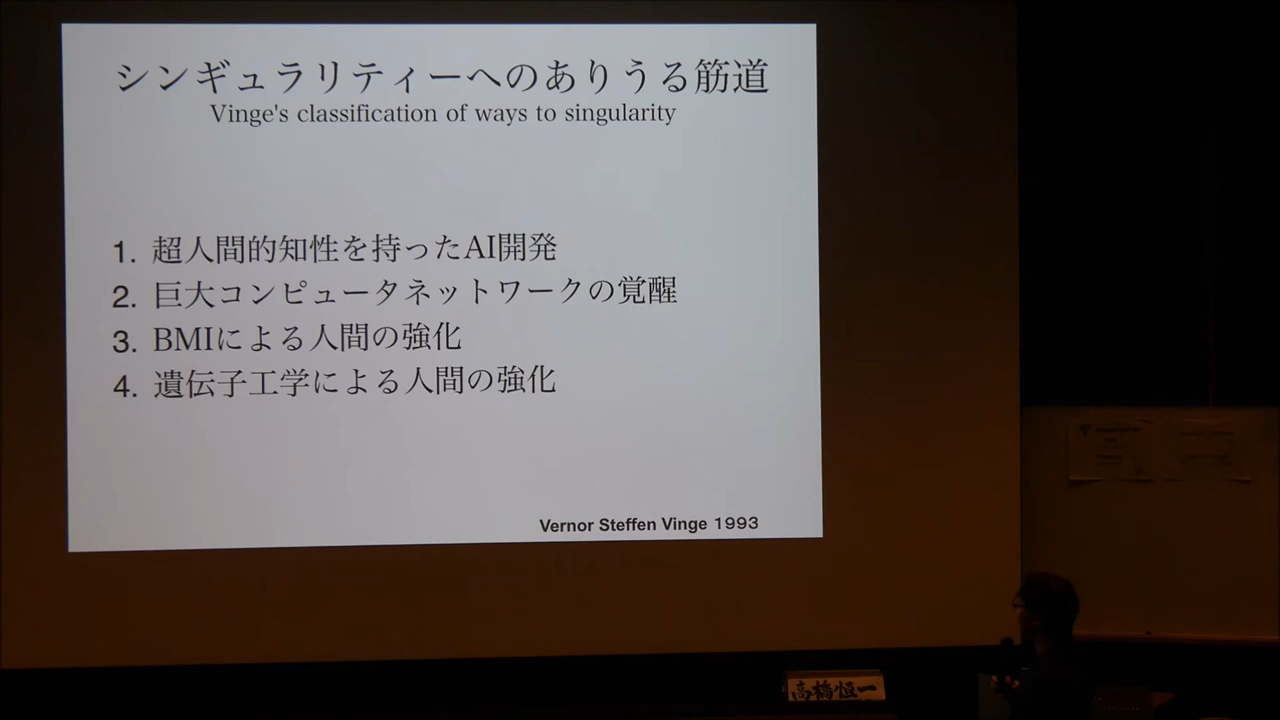 シンギュラリティーへのありうる筋道
Vinge's classification of ways to singularity
1. 超人間的知性を持ったAI開発
2. 巨大コンピュータネットワークの覚醒
3. BMIによる人間の強化
4. 遺伝子工学による人間の強化
Vernor Steffen Vinge 1993
高橋恒一